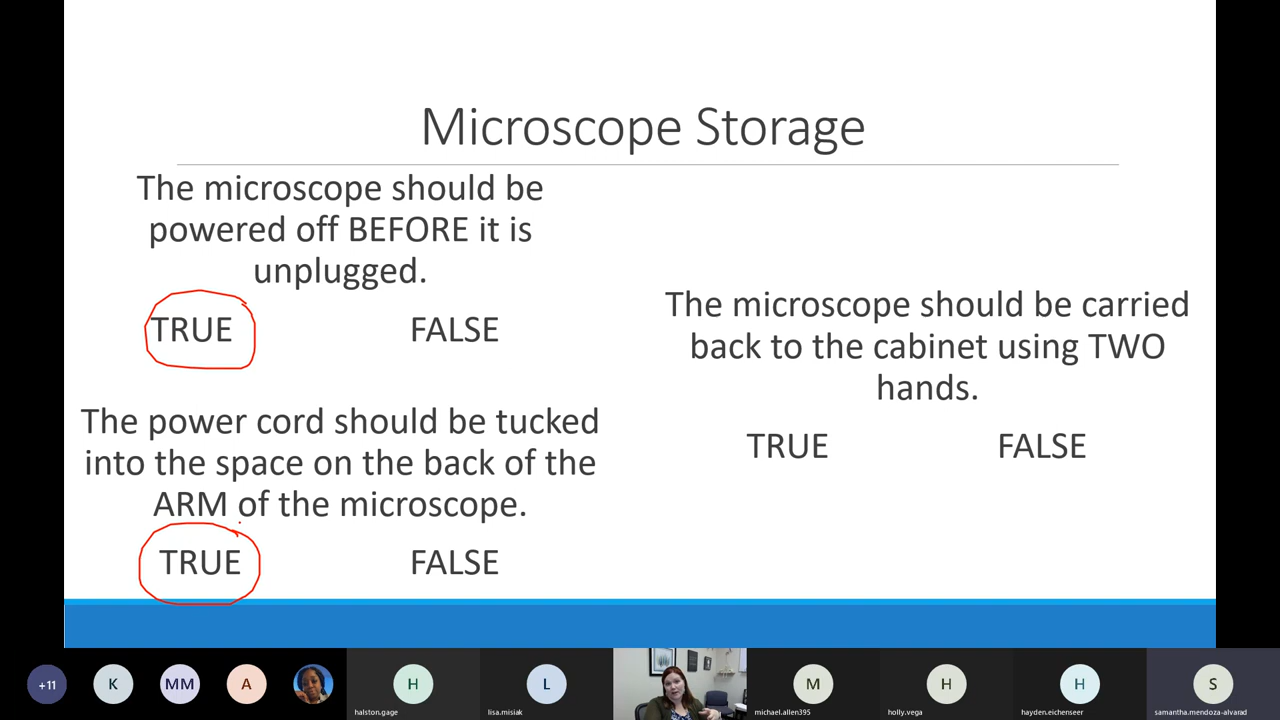 Microscope Storage
The microscope should be
powered off BEFORE it is
unplugged.
TRUE FALSE
The power cord should be tucked
into the space on the back of the
ARM of the microscope.
TRUE FALSE
The microscope should be carried
back to the cabinet using TWO
hands.
TRUE FALSE
+11 K MM A H L M H H S
halston.gage lisa.misiak michael.allen395 holly.vega hayden.eichenseer samantha.mendoza-alvarad